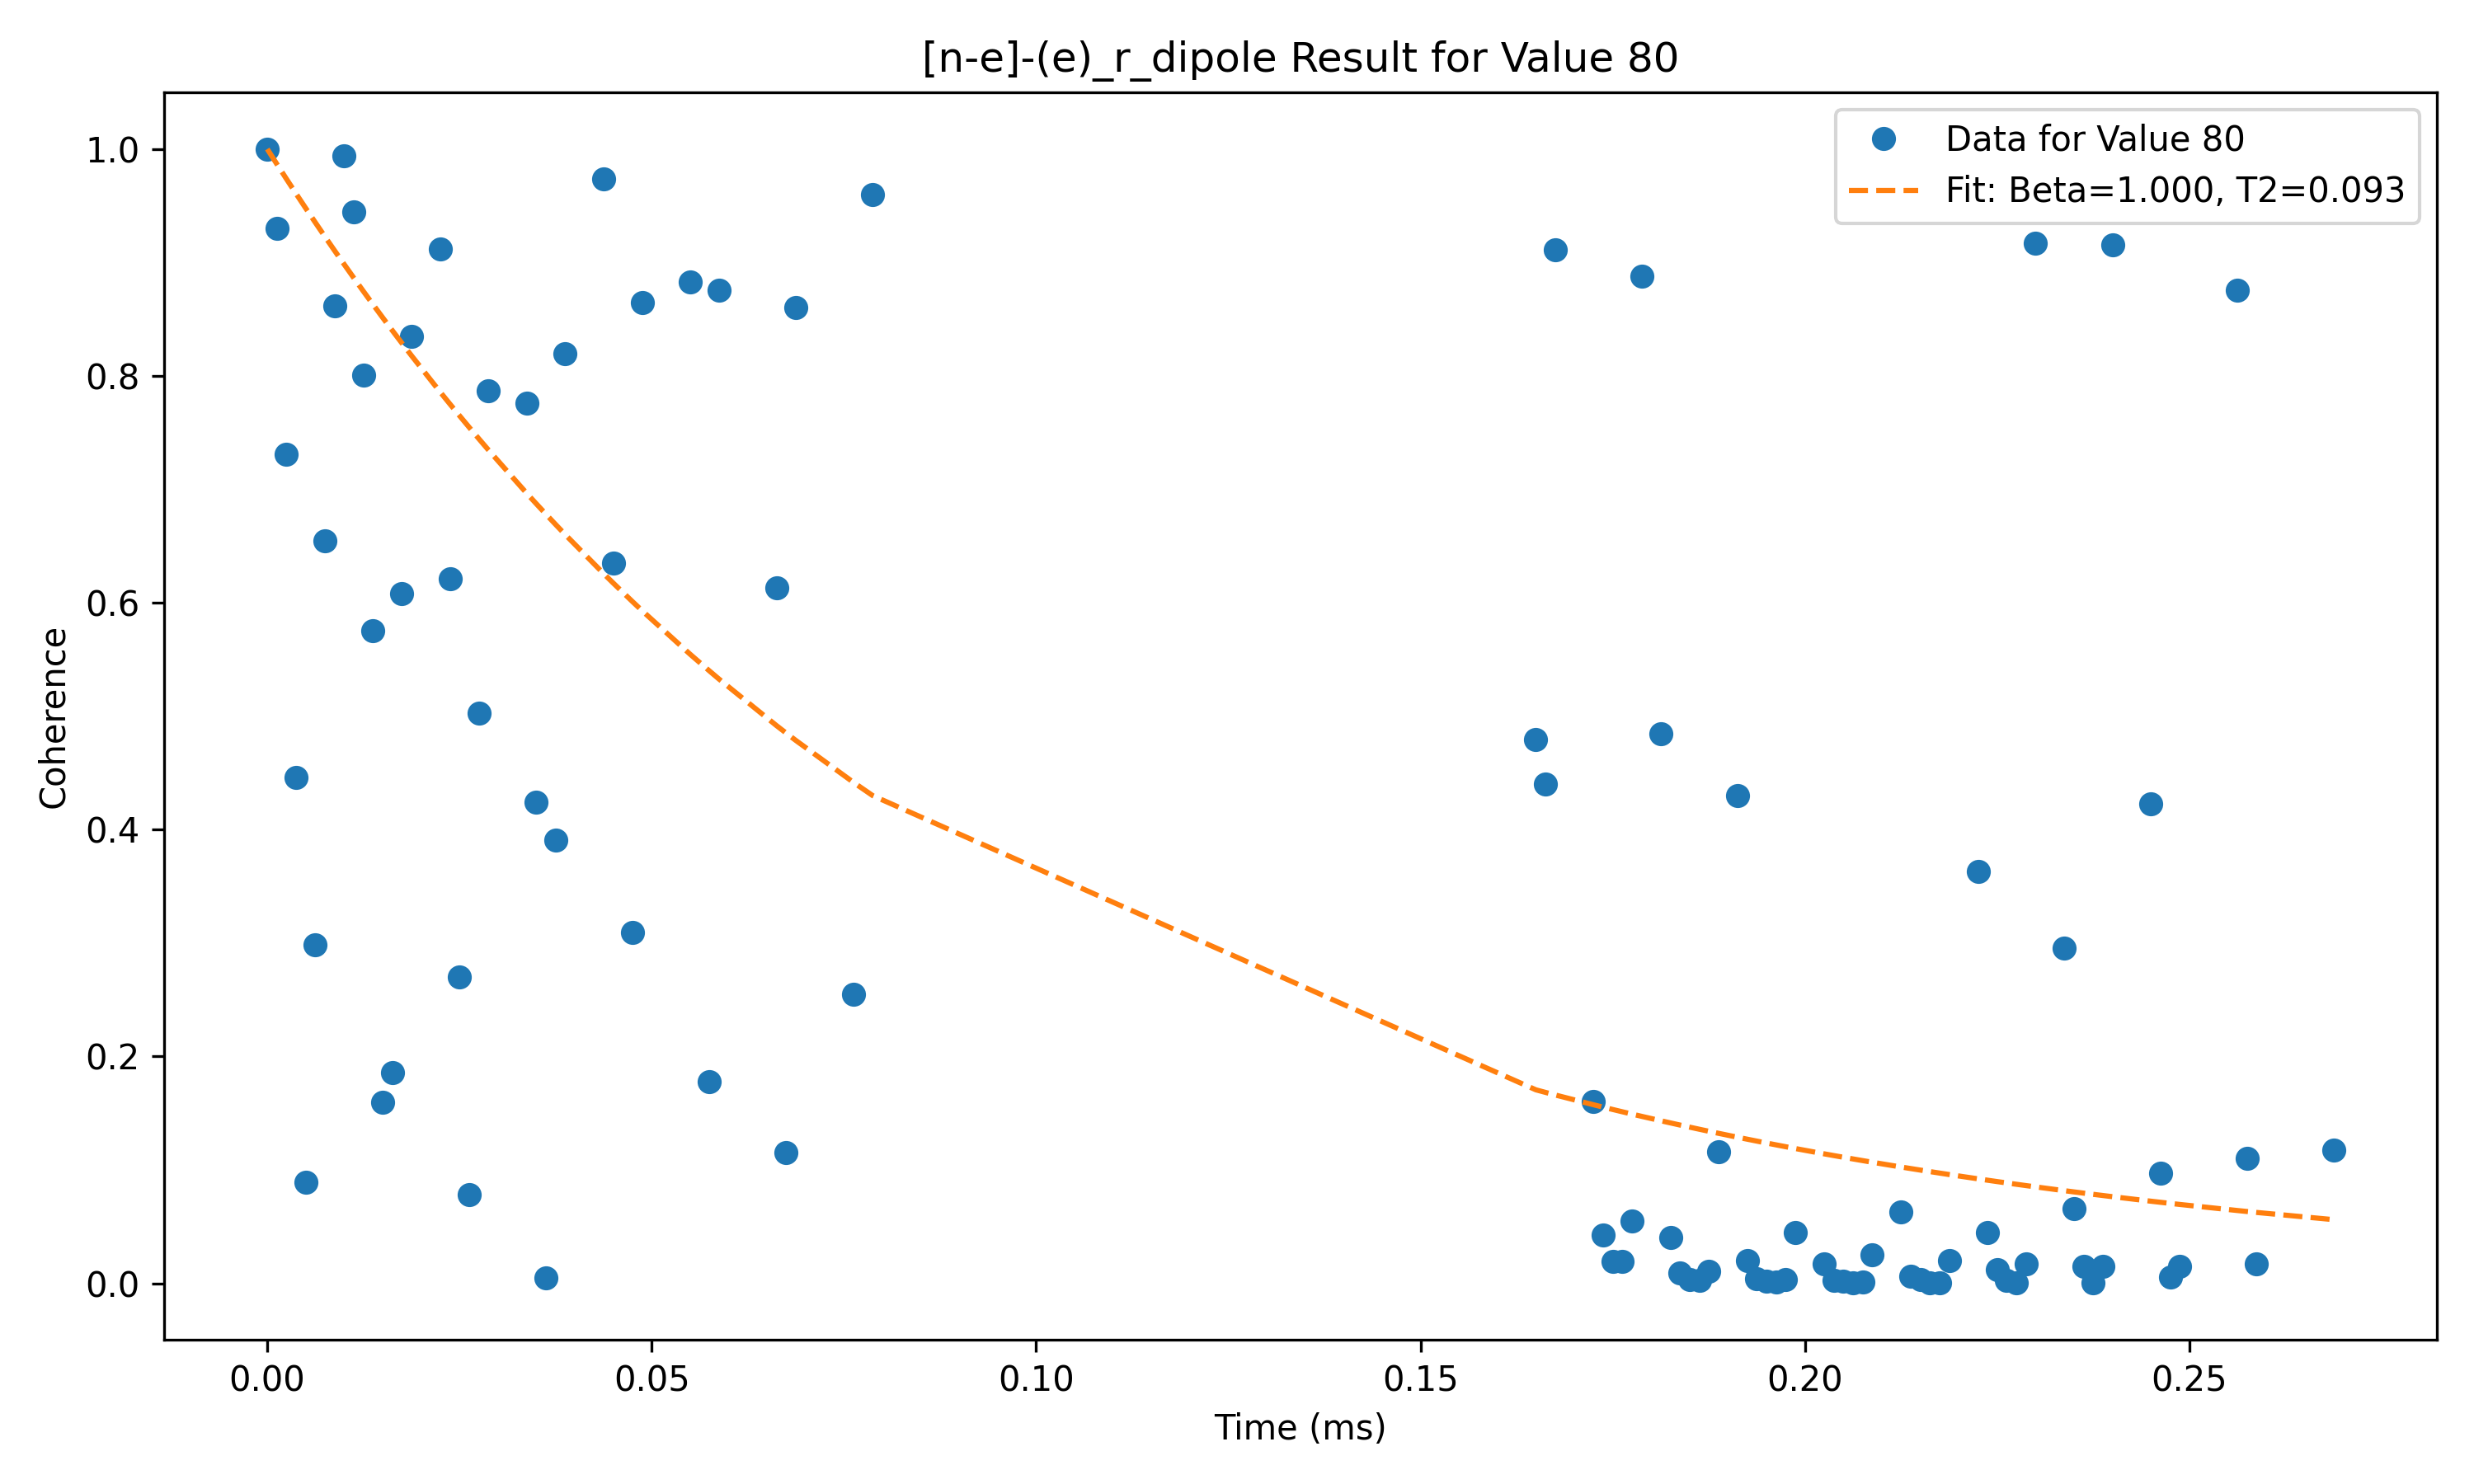 [n-e]-(e)_r_dipole Result for Value 80
Data for Value 80
Fit: Beta=1.000, T2=0.093
Coherence
1.0
0.8
0.6
0.4
0.2
0.0
0.00 0.05 0.10 0.15 0.20 0.25
Time (ms)